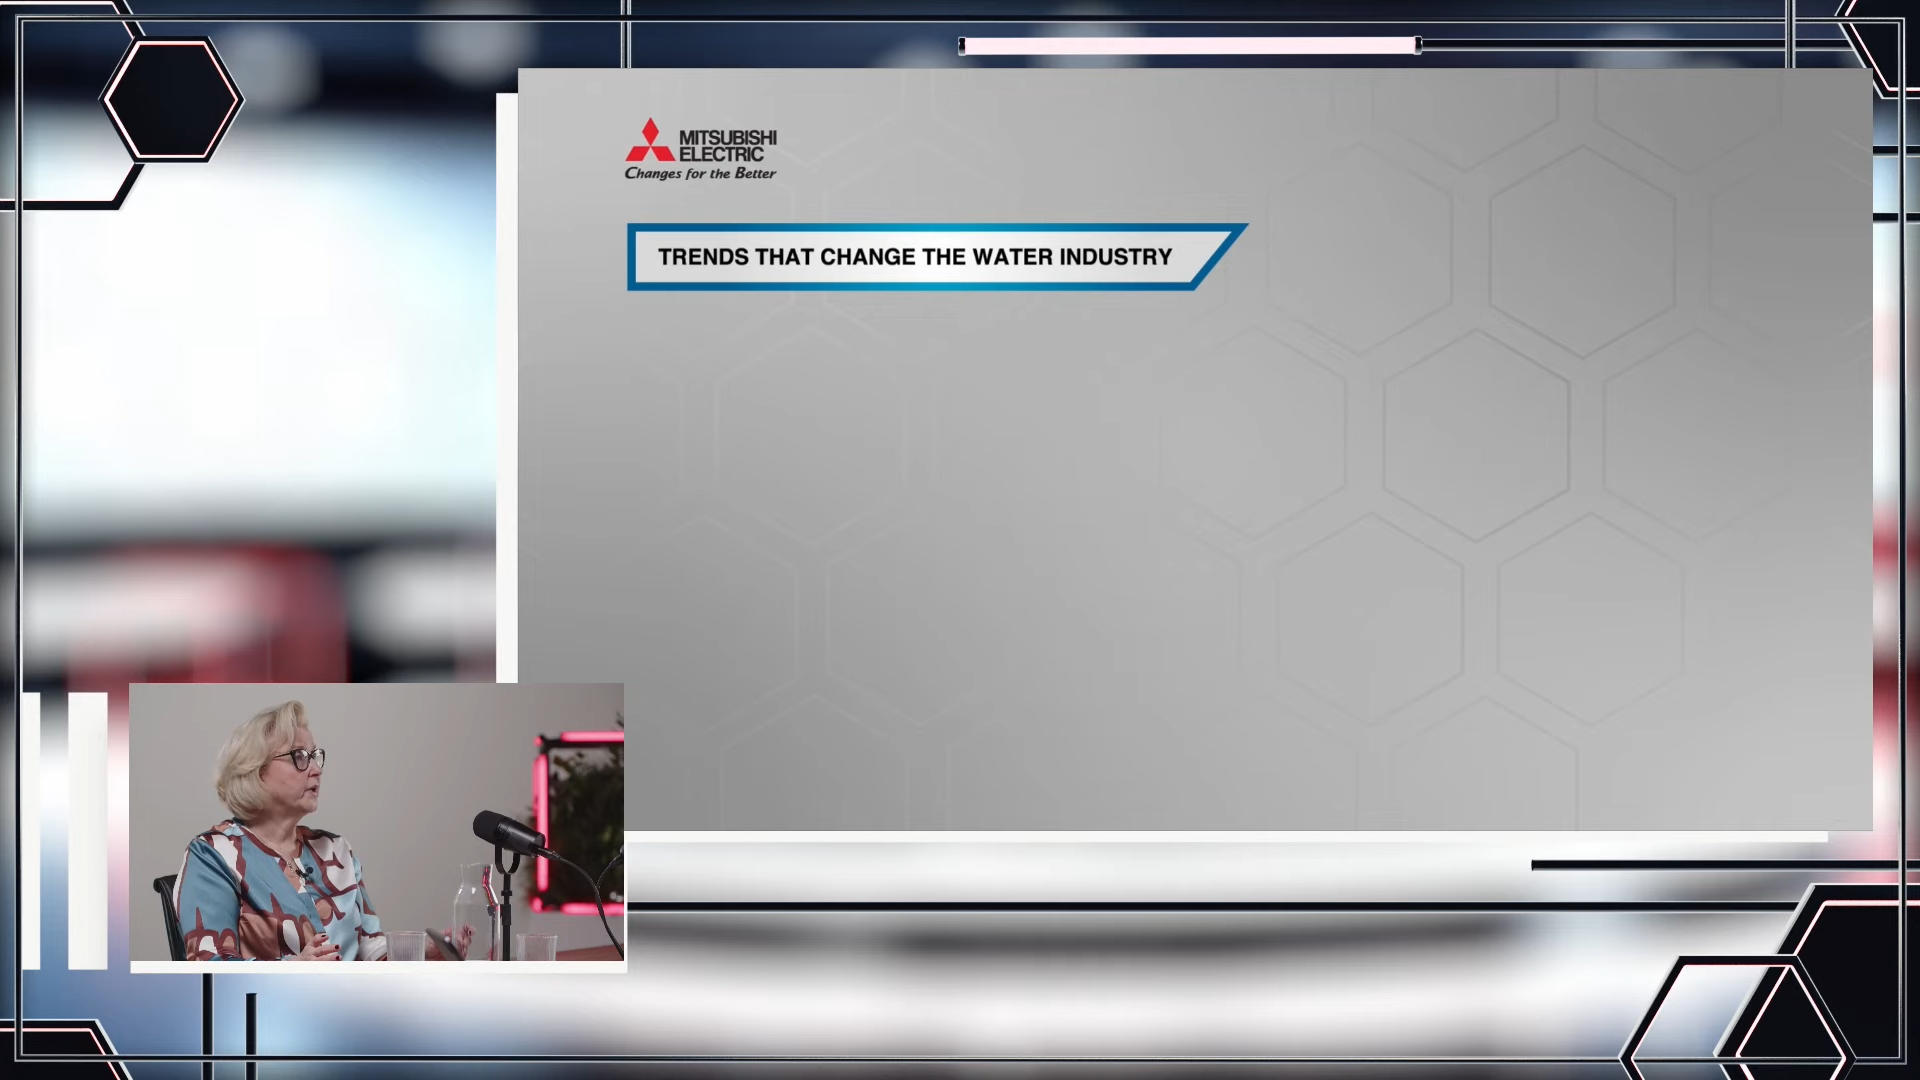 MITSUBISHI
ELECTRIC
Changes for the Better
TRENDS THAT CHANGE THE WATER INDUSTRY